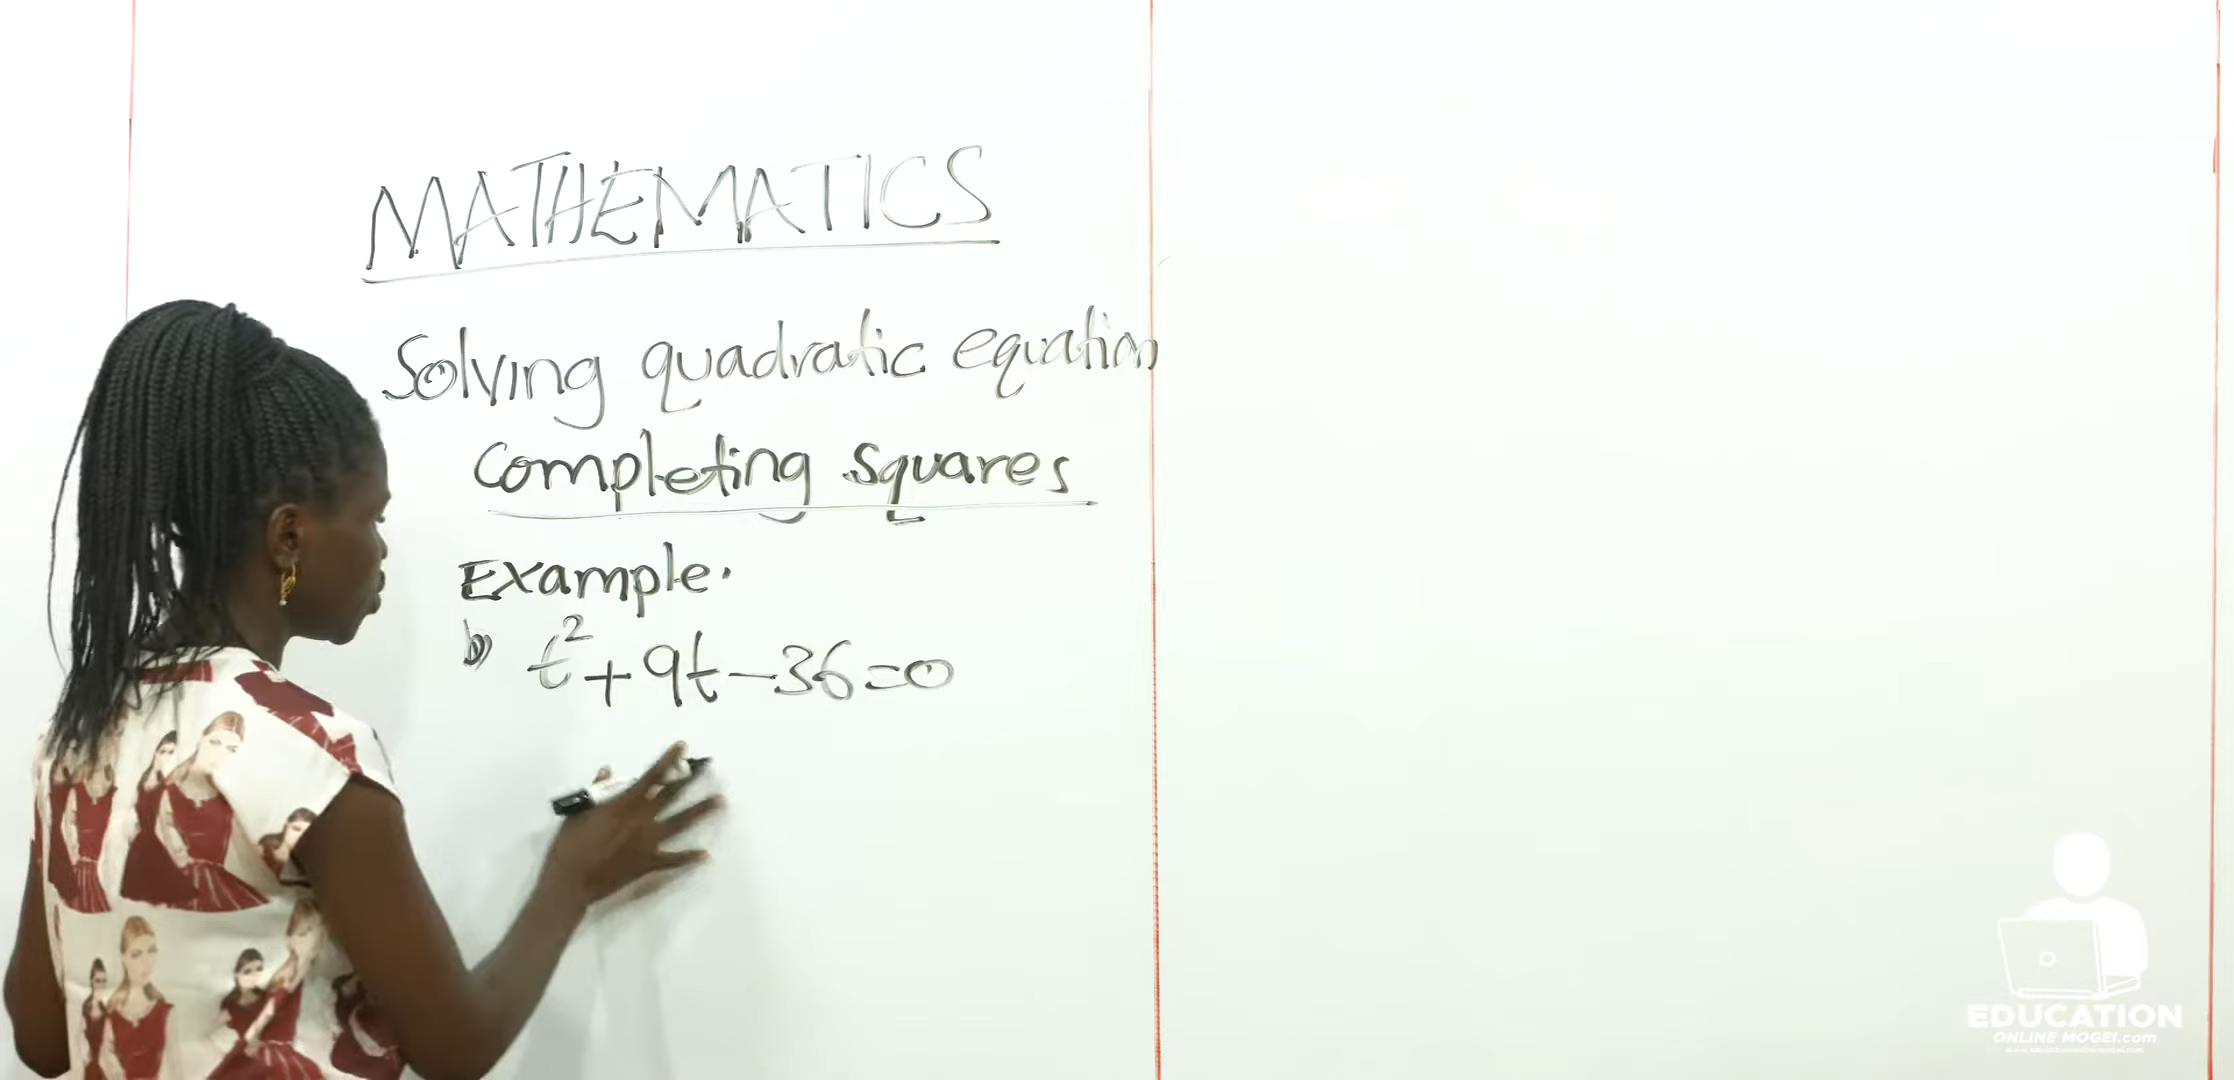 MATHEMATICS
Solving quadratic equation
completing squares
Example.
b) t²+9t-36=0
EDUCATION
ONLINE MOGEI.com